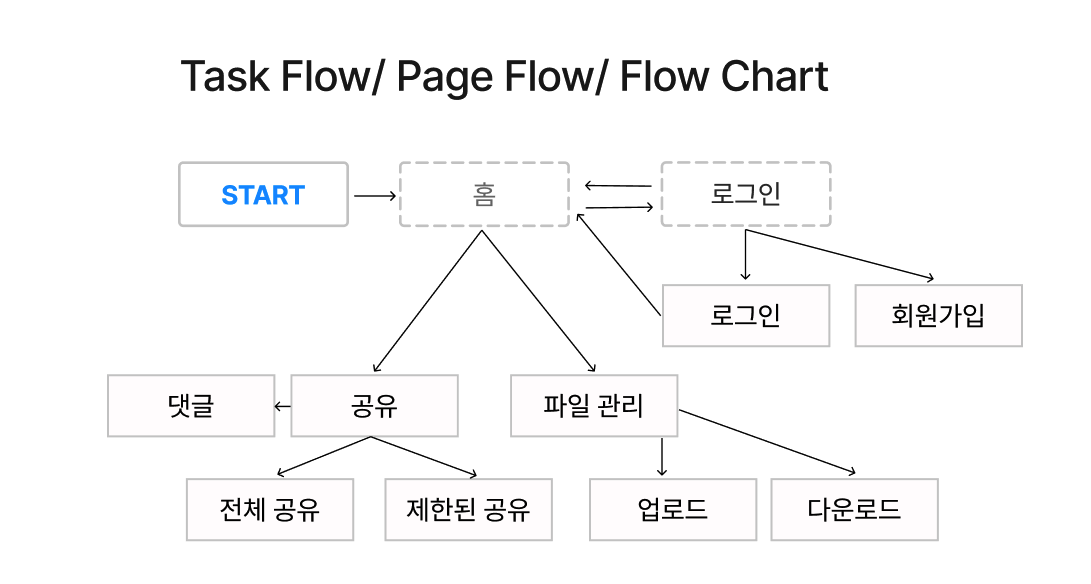 Task Flow/ Page Flow/ Flow Chart
START
홈
로그인
로그인
회원가입
댓글
공유
파일 관리
전체 공유
제한된 공유
업로드
다운로드